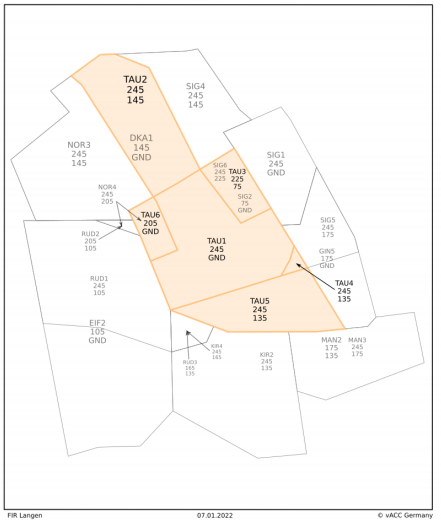 TAU2
245
145
SIG4
245
145
DKA1
145
GND
NOR3
245
145
SIG6
245
225
TAU3
225
75
SIG2
75
GND
SIG1
245
GND
NOR4
245
205
TAU6
205
GND
RUD2
205
105
SIG5
245
175
TAU1
245
GND
GIN5
175
GND
RUD1
245
105
TAU4
245
135
TAU5
245
135
EIF2
105
GND
KIR4
245
165
RUD3
165
135
KIR2
245
135
MAN2
175
135
MAN3
245
175
FIR Langen
07.01.2022
© vACC Germany